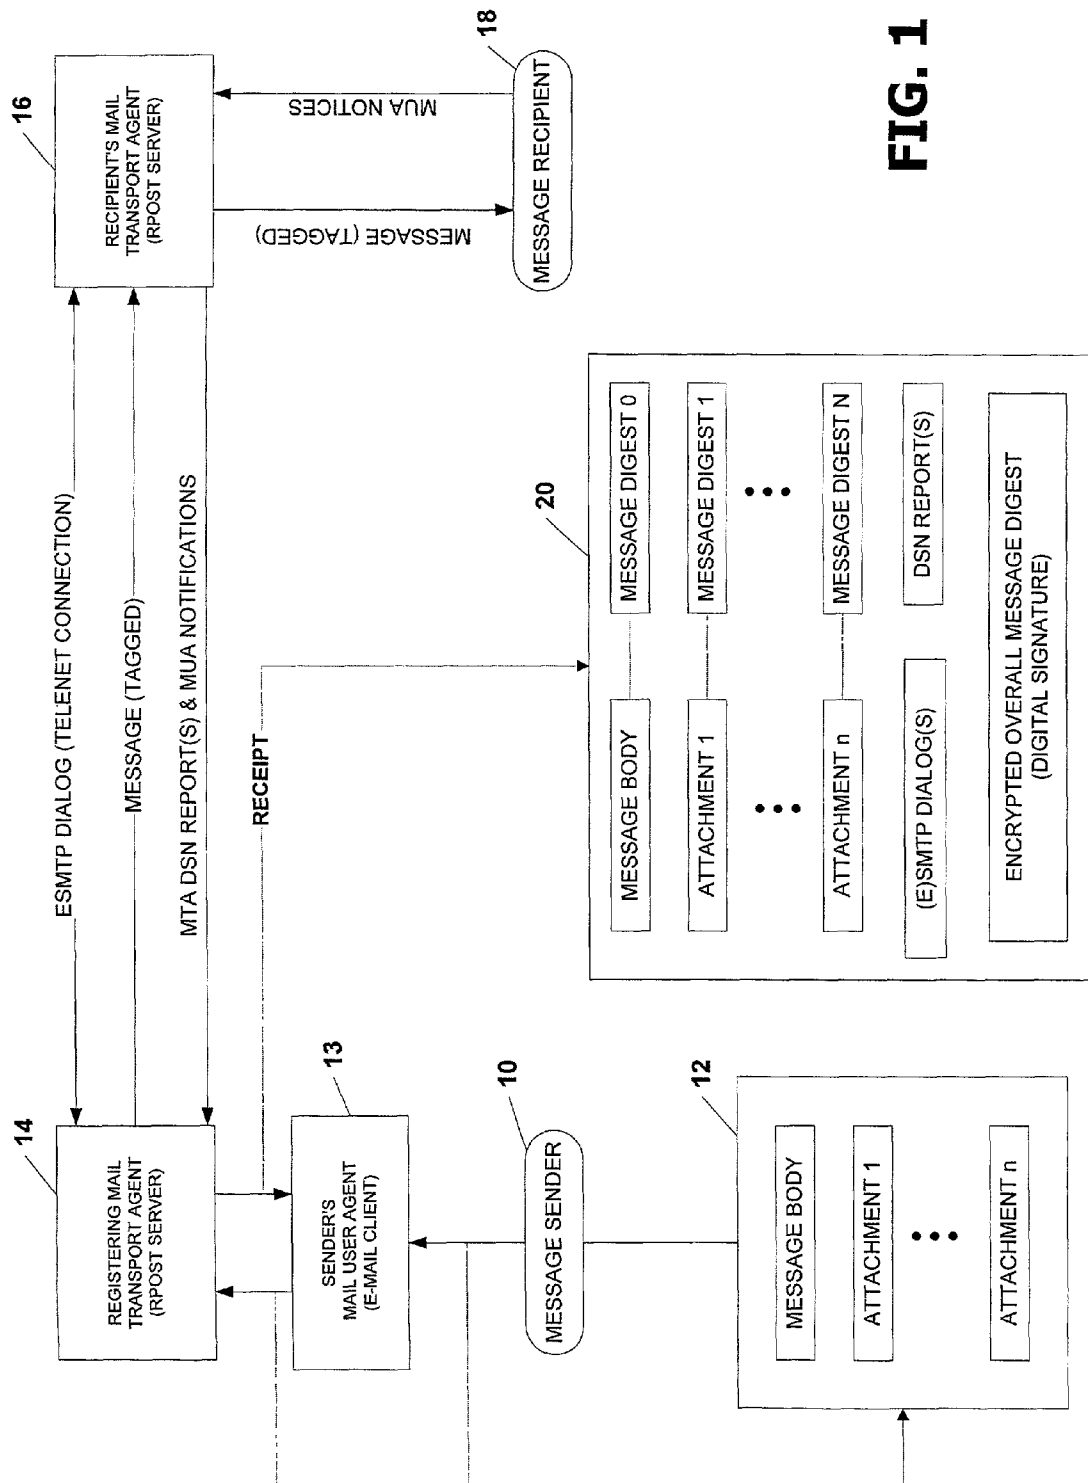 14
REGISTERING MAIL
TRANSPORT AGENT
(RPOST SERVER)
ESMTP DIALOG (TELENET CONNECTION)
MESSAGE (TAGGED)
MTA DSN REPORT(S) & MUA NOTIFICATIONS
16
RECIPIENT'S MAIL
TRANSPORT AGENT
(RPOST SERVER)
RECEIPT
13
SENDER'S
MAIL USER AGENT
(E-MAIL CLIENT)
MESSAGE (TAGGED)
MUA NOTICES
10
MESSAGE SENDER
18
MESSAGE RECIPIENT
12
MESSAGE BODY
ATTACHMENT 1
ATTACHMENT n
20
MESSAGE BODY
MESSAGE DIGEST 0
ATTACHMENT 1
MESSAGE DIGEST 1
ATTACHMENT n
MESSAGE DIGEST N
(E)SMTP DIALOG(S)
DSN REPORT(S)
ENCRYPTED OVERALL MESSAGE DIGEST
(DIGITAL SIGNATURE)
FIG. 1